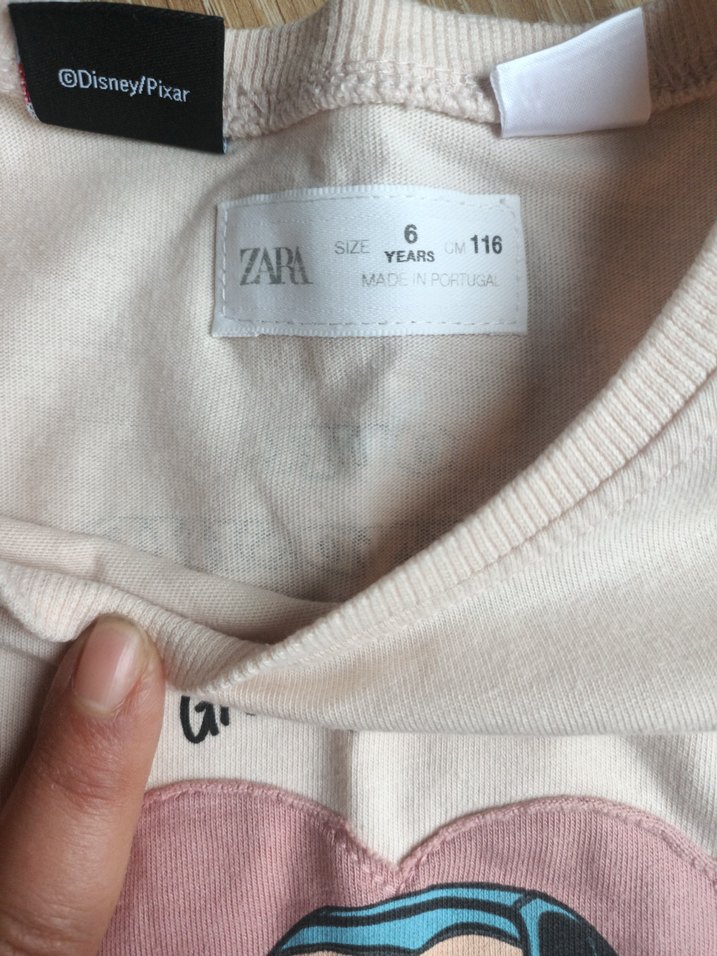 ©Disney/Pixar
ZARA
SIZE 6 YEARS CM 116
MADE IN PORTUGAL